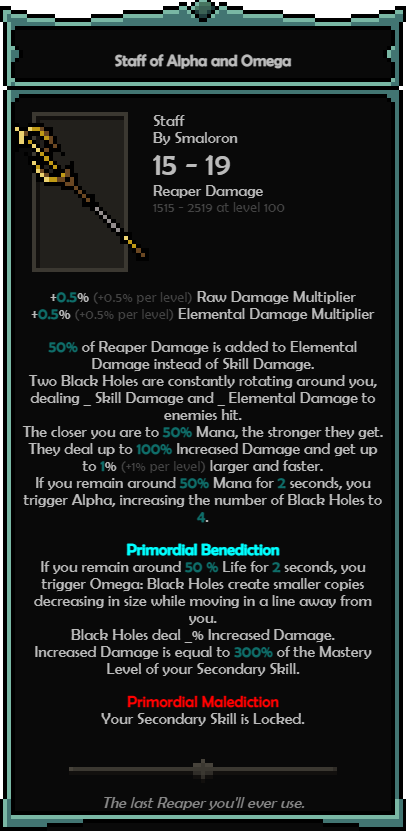 Staff of Alpha and Omega
Staff
By Smaloron
15 - 19
Reaper Damage
1515 - 2519 at level 100
+0.5% (+0.5% per level) Raw Damage Multiplier
+0.5% (+0.5% per level) Elemental Damage Multiplier
50% of Reaper Damage is added to Elemental
Damage instead of Skill Damage.
Two Black Holes are constantly rotating around you,
dealing _ Skill Damage and _ Elemental Damage to
enemies hit.
The closer you are to 50% Mana, the stronger they get.
They deal up to 100% Increased Damage and get up
to 1% (+1% per level) larger and faster.
If you remain around 50% Mana for 2 seconds, you
trigger Alpha, increasing the number of Black Holes to
4.
Primordial Benediction
If you remain around 50 % Life for 2 seconds, you
trigger Omega: Black Holes create smaller copies
decreasing in size while moving in a line away from
you.
Black Holes deal _% Increased Damage.
Increased Damage is equal to 300% of the Mastery
Level of your Secondary Skill.
Primordial Malediction
Your Secondary Skill is Locked.
The last Reaper you'll ever use.